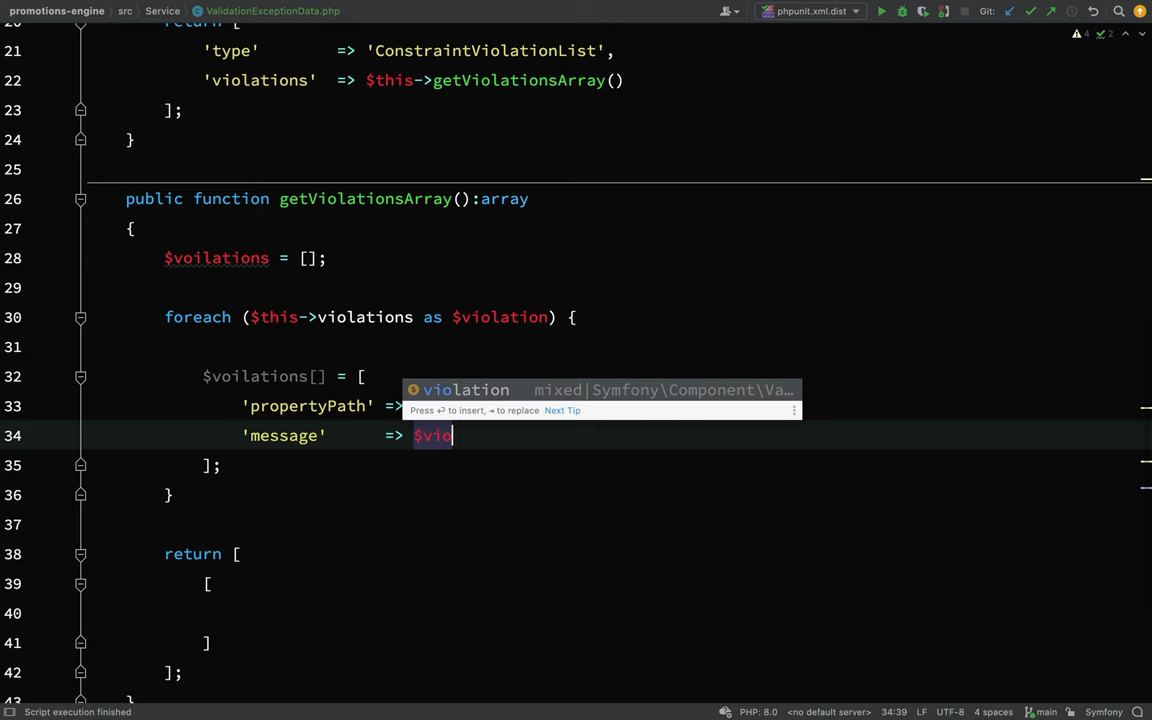 promotions-engine › src › Service › ValidationExceptionData.php phpunit.xml.dist Git:
20 return [
4 2
21 'type' => 'ConstraintViolationList',
22 'violations' => $this->getViolationsArray()
23 ];
24 }
25
26 public function getViolationsArray():array
27 {
28 $voilations = [];
29
30 foreach ($this->violations as $violation) {
31
32 $voilations[] = [
violation mixed|Symfony\Component\Va...
33 'propertyPath' =>
Press ⏎ to insert, ⇥ to replace Next Tip
34 'message' => $vio
35 ];
36 }
37
38 return [
39 [
40
41 ]
42 ];
43 }
Script execution finished PHP: 8.0 <no default server> 34:39 LF UTF-8 4 spaces main Symfony